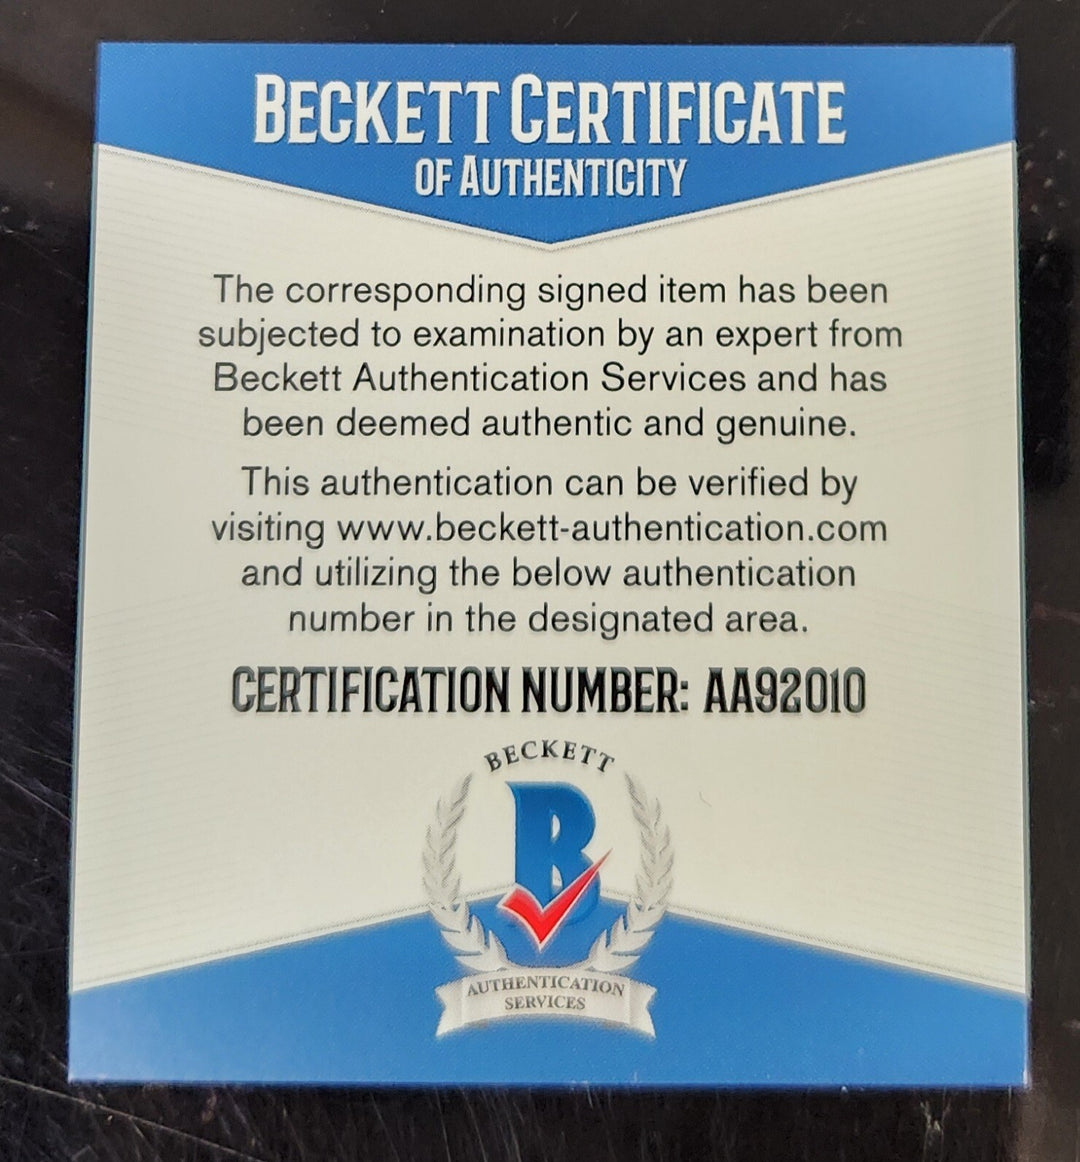 BECKETT CERTIFICATE
OF AUTHENTICITY
The corresponding signed item has been
subjected to examination by an expert from
Beckett Authentication Services and has
been deemed authentic and genuine.
This authentication can be verified by
visiting www.beckett-authentication.com
and utilizing the below authentication
number in the designated area.
CERTIFICATION NUMBER: AA92010
BECKETT
B
AUTHENTICATION
SERVICES